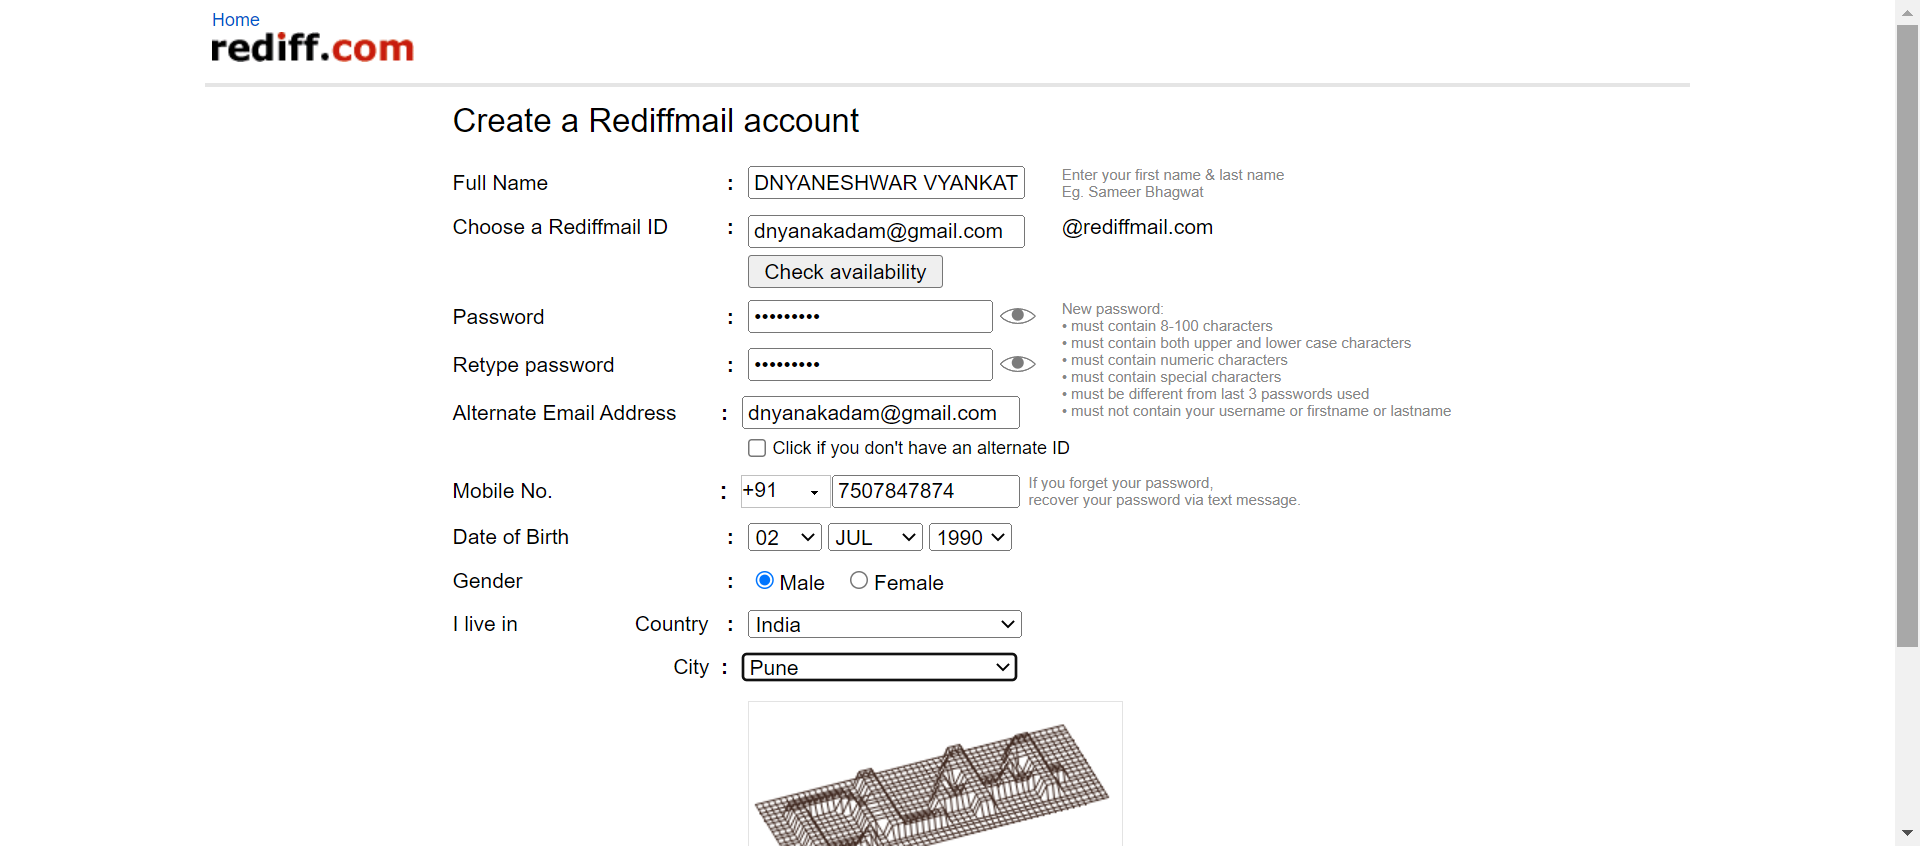 Home
rediff.com
Create a Rediffmail account
Full Name : DNYANESHWAR VYANKAT
Enter your first name & last name
Eg. Sameer Bhagwat
Choose a Rediffmail ID : dnyanakadam@gmail.com @rediffmail.com
Check availability
Password : •••••••••
Retype password : •••••••••
New password:
• must contain 8-100 characters
• must contain both upper and lower case characters
• must contain numeric characters
• must contain special characters
• must be different from last 3 passwords used
• must not contain your username or firstname or lastname
Alternate Email Address : dnyanakadam@gmail.com
Click if you don't have an alternate ID
Mobile No. : +91 7507847874
If you forget your password,
recover your password via text message.
Date of Birth : 02 JUL 1990
Gender : Male Female
I live in Country : India
City : Pune